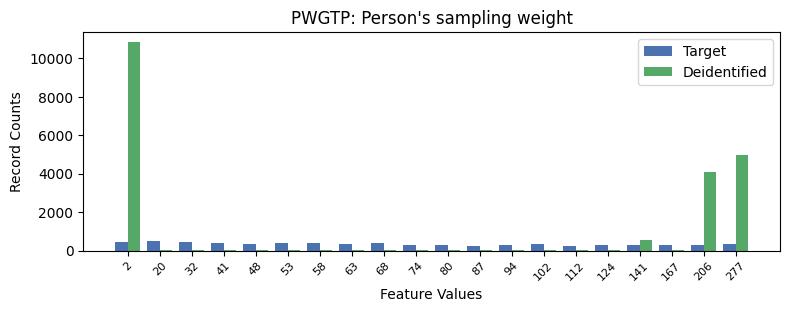 PWGTP: Person's sampling weight
Target
Deidentified
Record Counts
10000
8000
6000
4000
2000
0
2 20 32 41 48 53 58 63 68 74 80 87 94 102 112 124 141 167 206 277
Feature Values